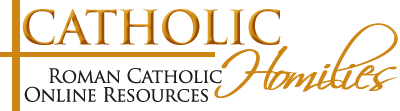 CATHOLIC
ROMAN CATHOLIC Homilies
ONLINE RESOURCES